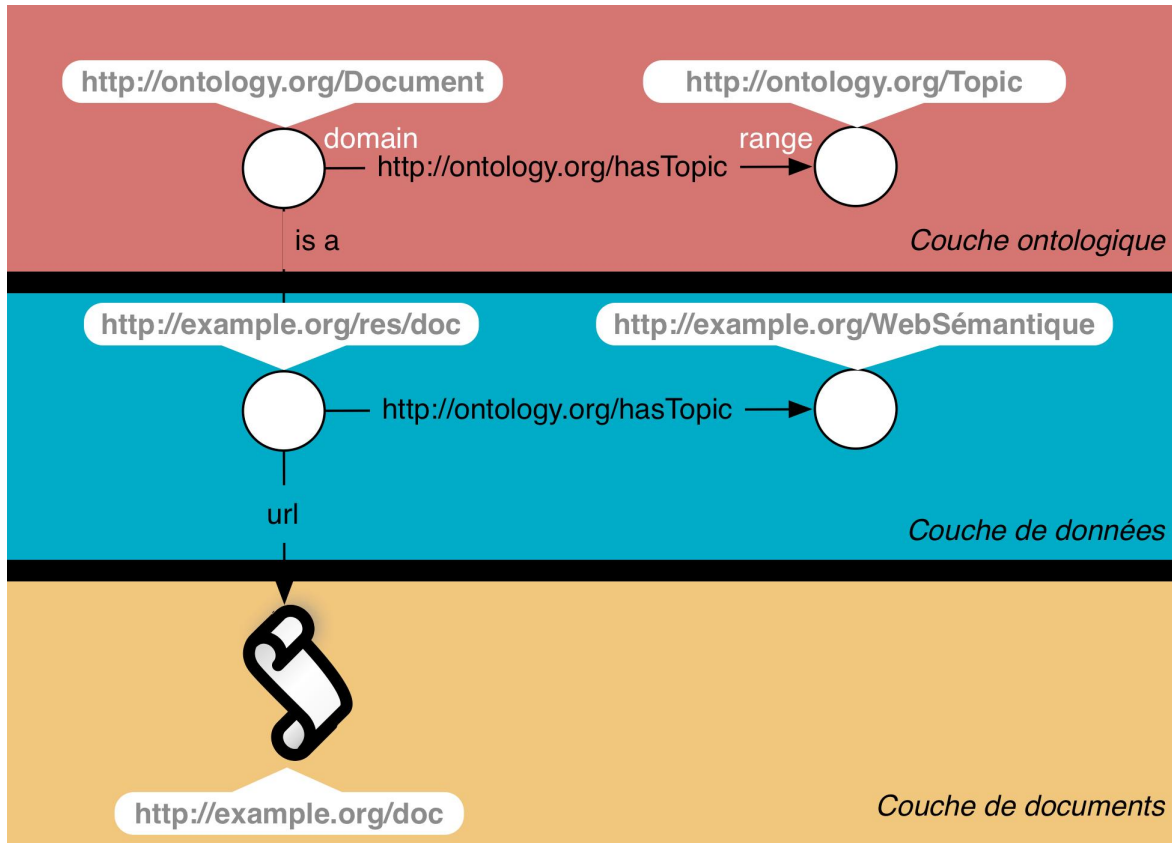 http://ontology.org/Document
http://ontology.org/Topic
domain
range
http://ontology.org/hasTopic
is a
Couche ontologique
http://example.org/res/doc
http://example.org/WebSémantique
http://ontology.org/hasTopic
url
Couche de données
http://example.org/doc
Couche de documents